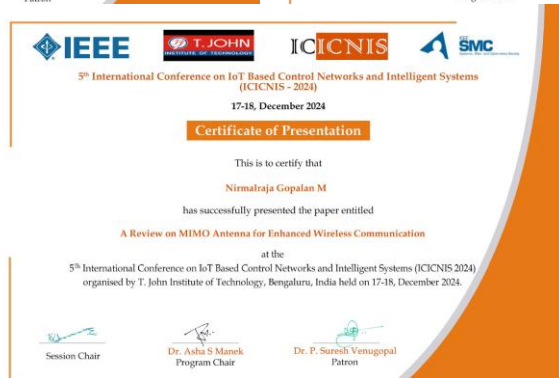 Patron
IEEE
T. JOHN
INSTITUTE OF TECHNOLOGY
ICICNIS
SMC
5th International Conference on IoT Based Control Networks and Intelligent Systems
(ICICNIS - 2024)
17-18, December 2024
Certificate of Presentation
This is to certify that
Nirmalraja Gopalan M
has successfully presented the paper entitled
A Review on MIMO Antenna for Enhanced Wireless Communication
at the
5th International Conference on IoT Based Control Networks and Intelligent Systems (ICICNIS 2024)
organised by T. John Institute of Technology, Bengaluru, India held on 17-18, December 2024.
Session Chair
Dr. Asha S Manek
Program Chair
Dr. P. Suresh Venugopal
Patron